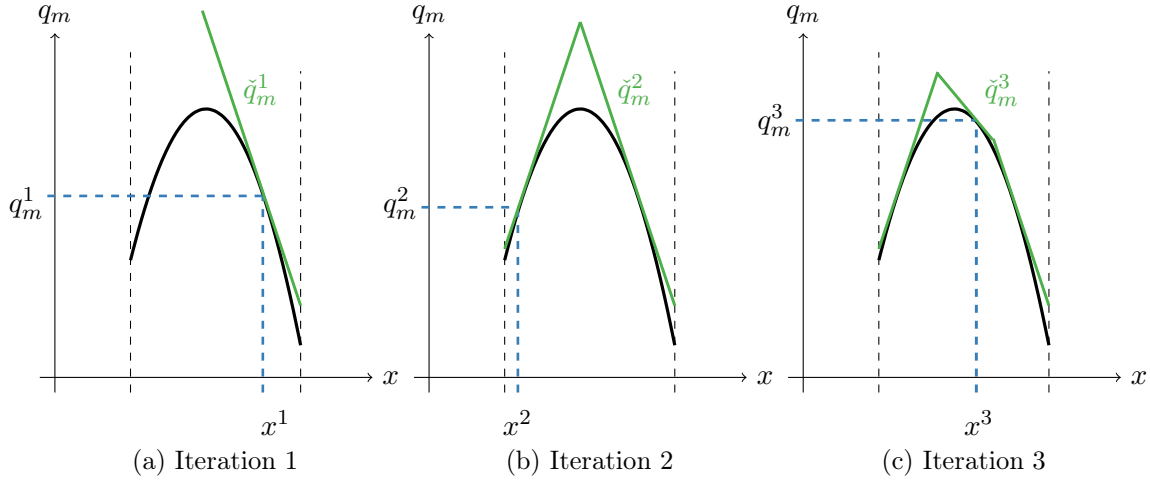 q_m
q_m
q_m
q̌_m^1
q̌_m^2
q̌_m^3
q_m^1
q_m^2
q_m^3
x
x
x
x^1
x^2
x^3
(a) Iteration 1
(b) Iteration 2
(c) Iteration 3